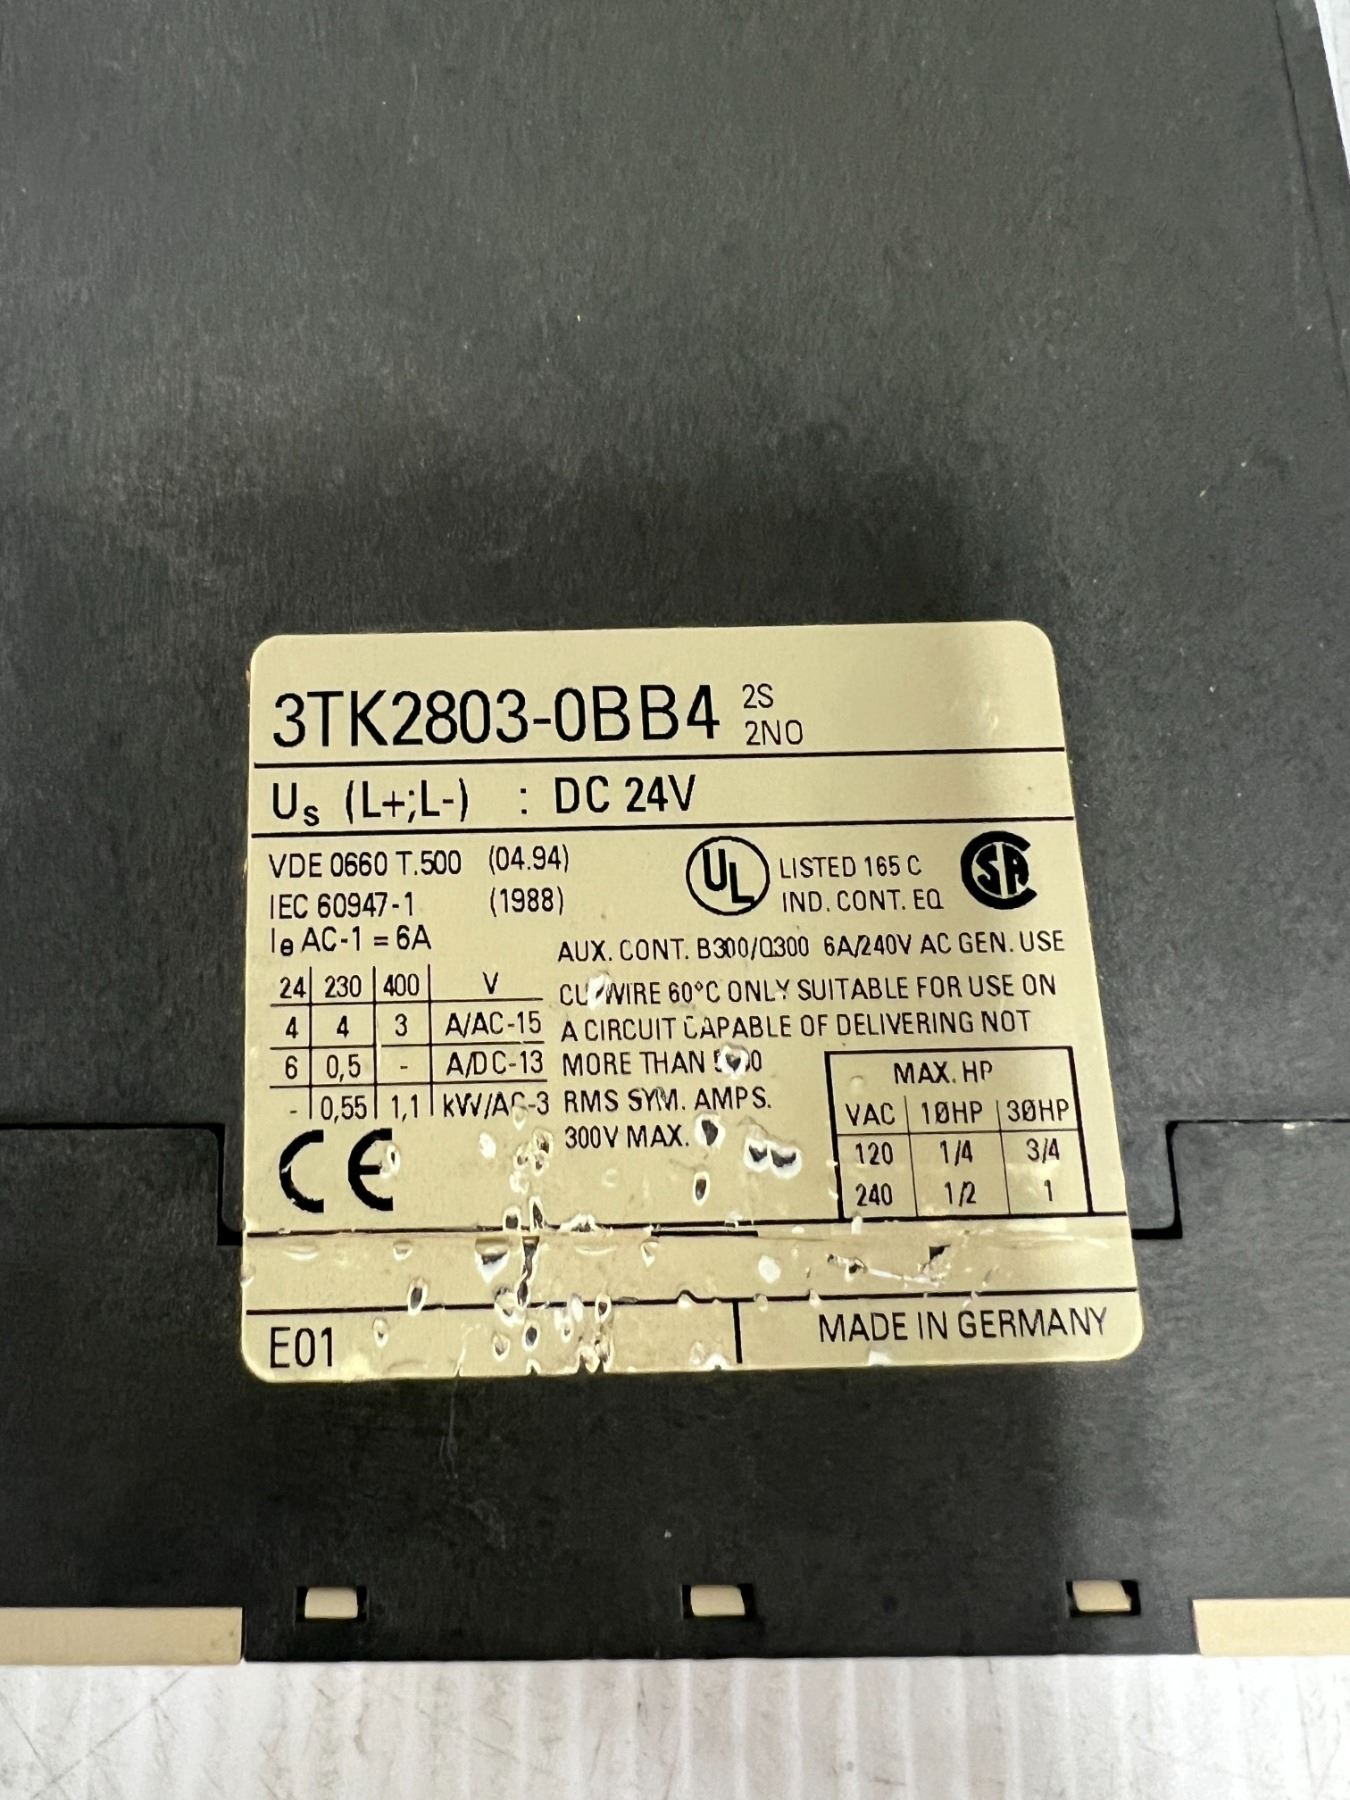 3TK2803-0BB4 2S
2NO
Us (L+;L-) : DC 24V
VDE 0660 T.500 (04.94)
IEC 60947-1 (1988)
Ie AC-1 = 6A
UL LISTED 165 C
IND. CONT. EQ
SA
AUX. CONT. B300/Q300 6A/240V AC GEN. USE
CU WIRE 60°C ONLY SUITABLE FOR USE ON
A CIRCUIT CAPABLE OF DELIVERING NOT
MORE THAN
RMS SYM. AMPS.
300V MAX.
24 230 400 V
4 4 3 A/AC-15
6 0,5 - A/DC-13
- 0,55 1,1 kW/AC-3
MAX. HP
VAC 1ØHP 3ØHP
120 1/4 3/4
240 1/2 1
CE
E01
MADE IN GERMANY